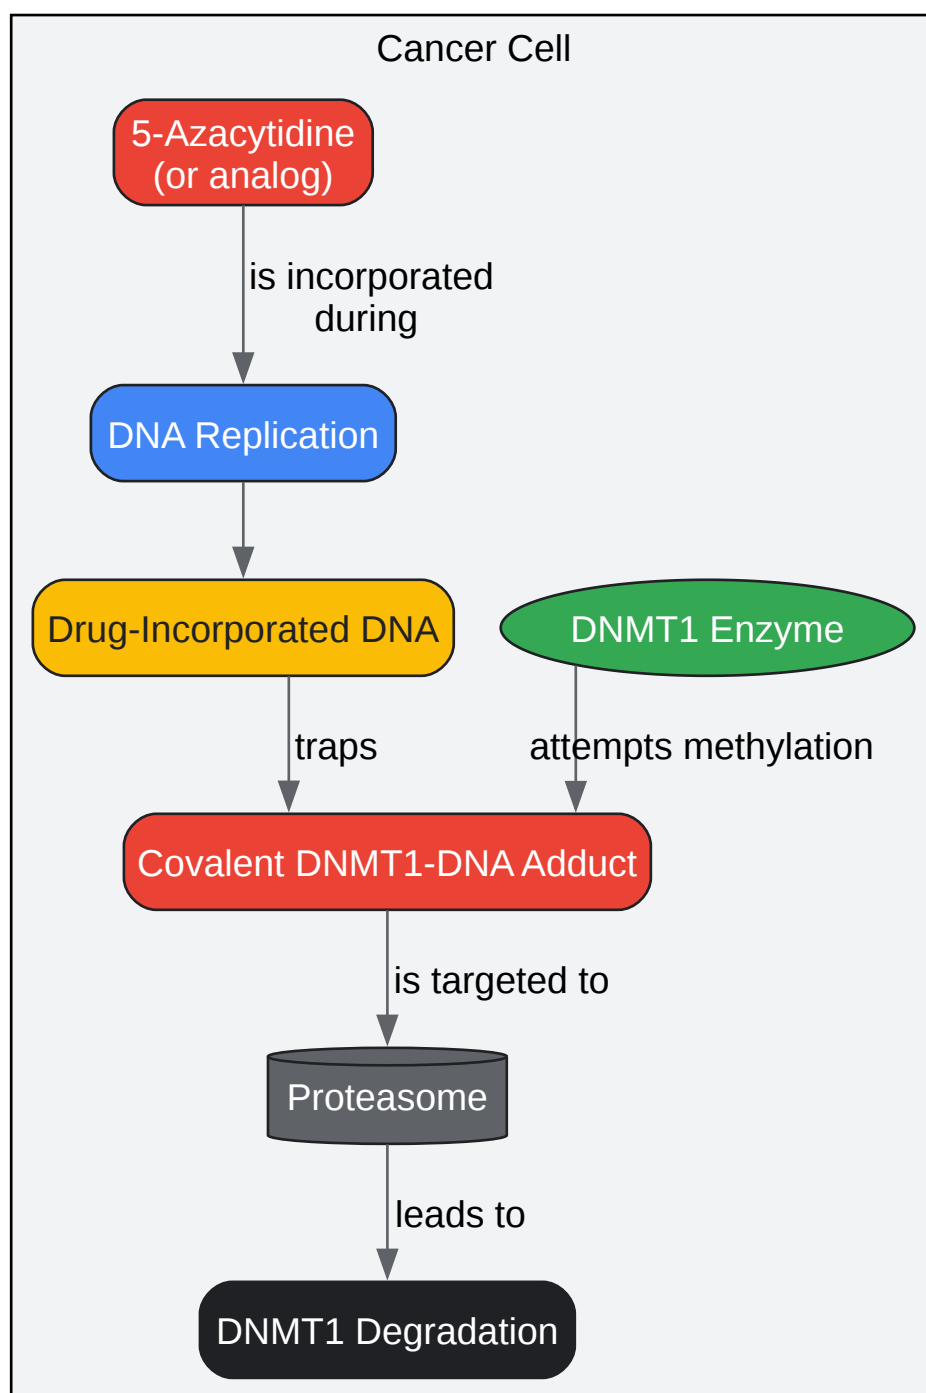 Cancer Cell
5-Azacytidine
(or analog)
is incorporated
during
DNA Replication
Drug-Incorporated DNA
DNMT1 Enzyme
traps
attempts methylation
Covalent DNMT1-DNA Adduct
is targeted to
Proteasome
leads to
DNMT1 Degradation